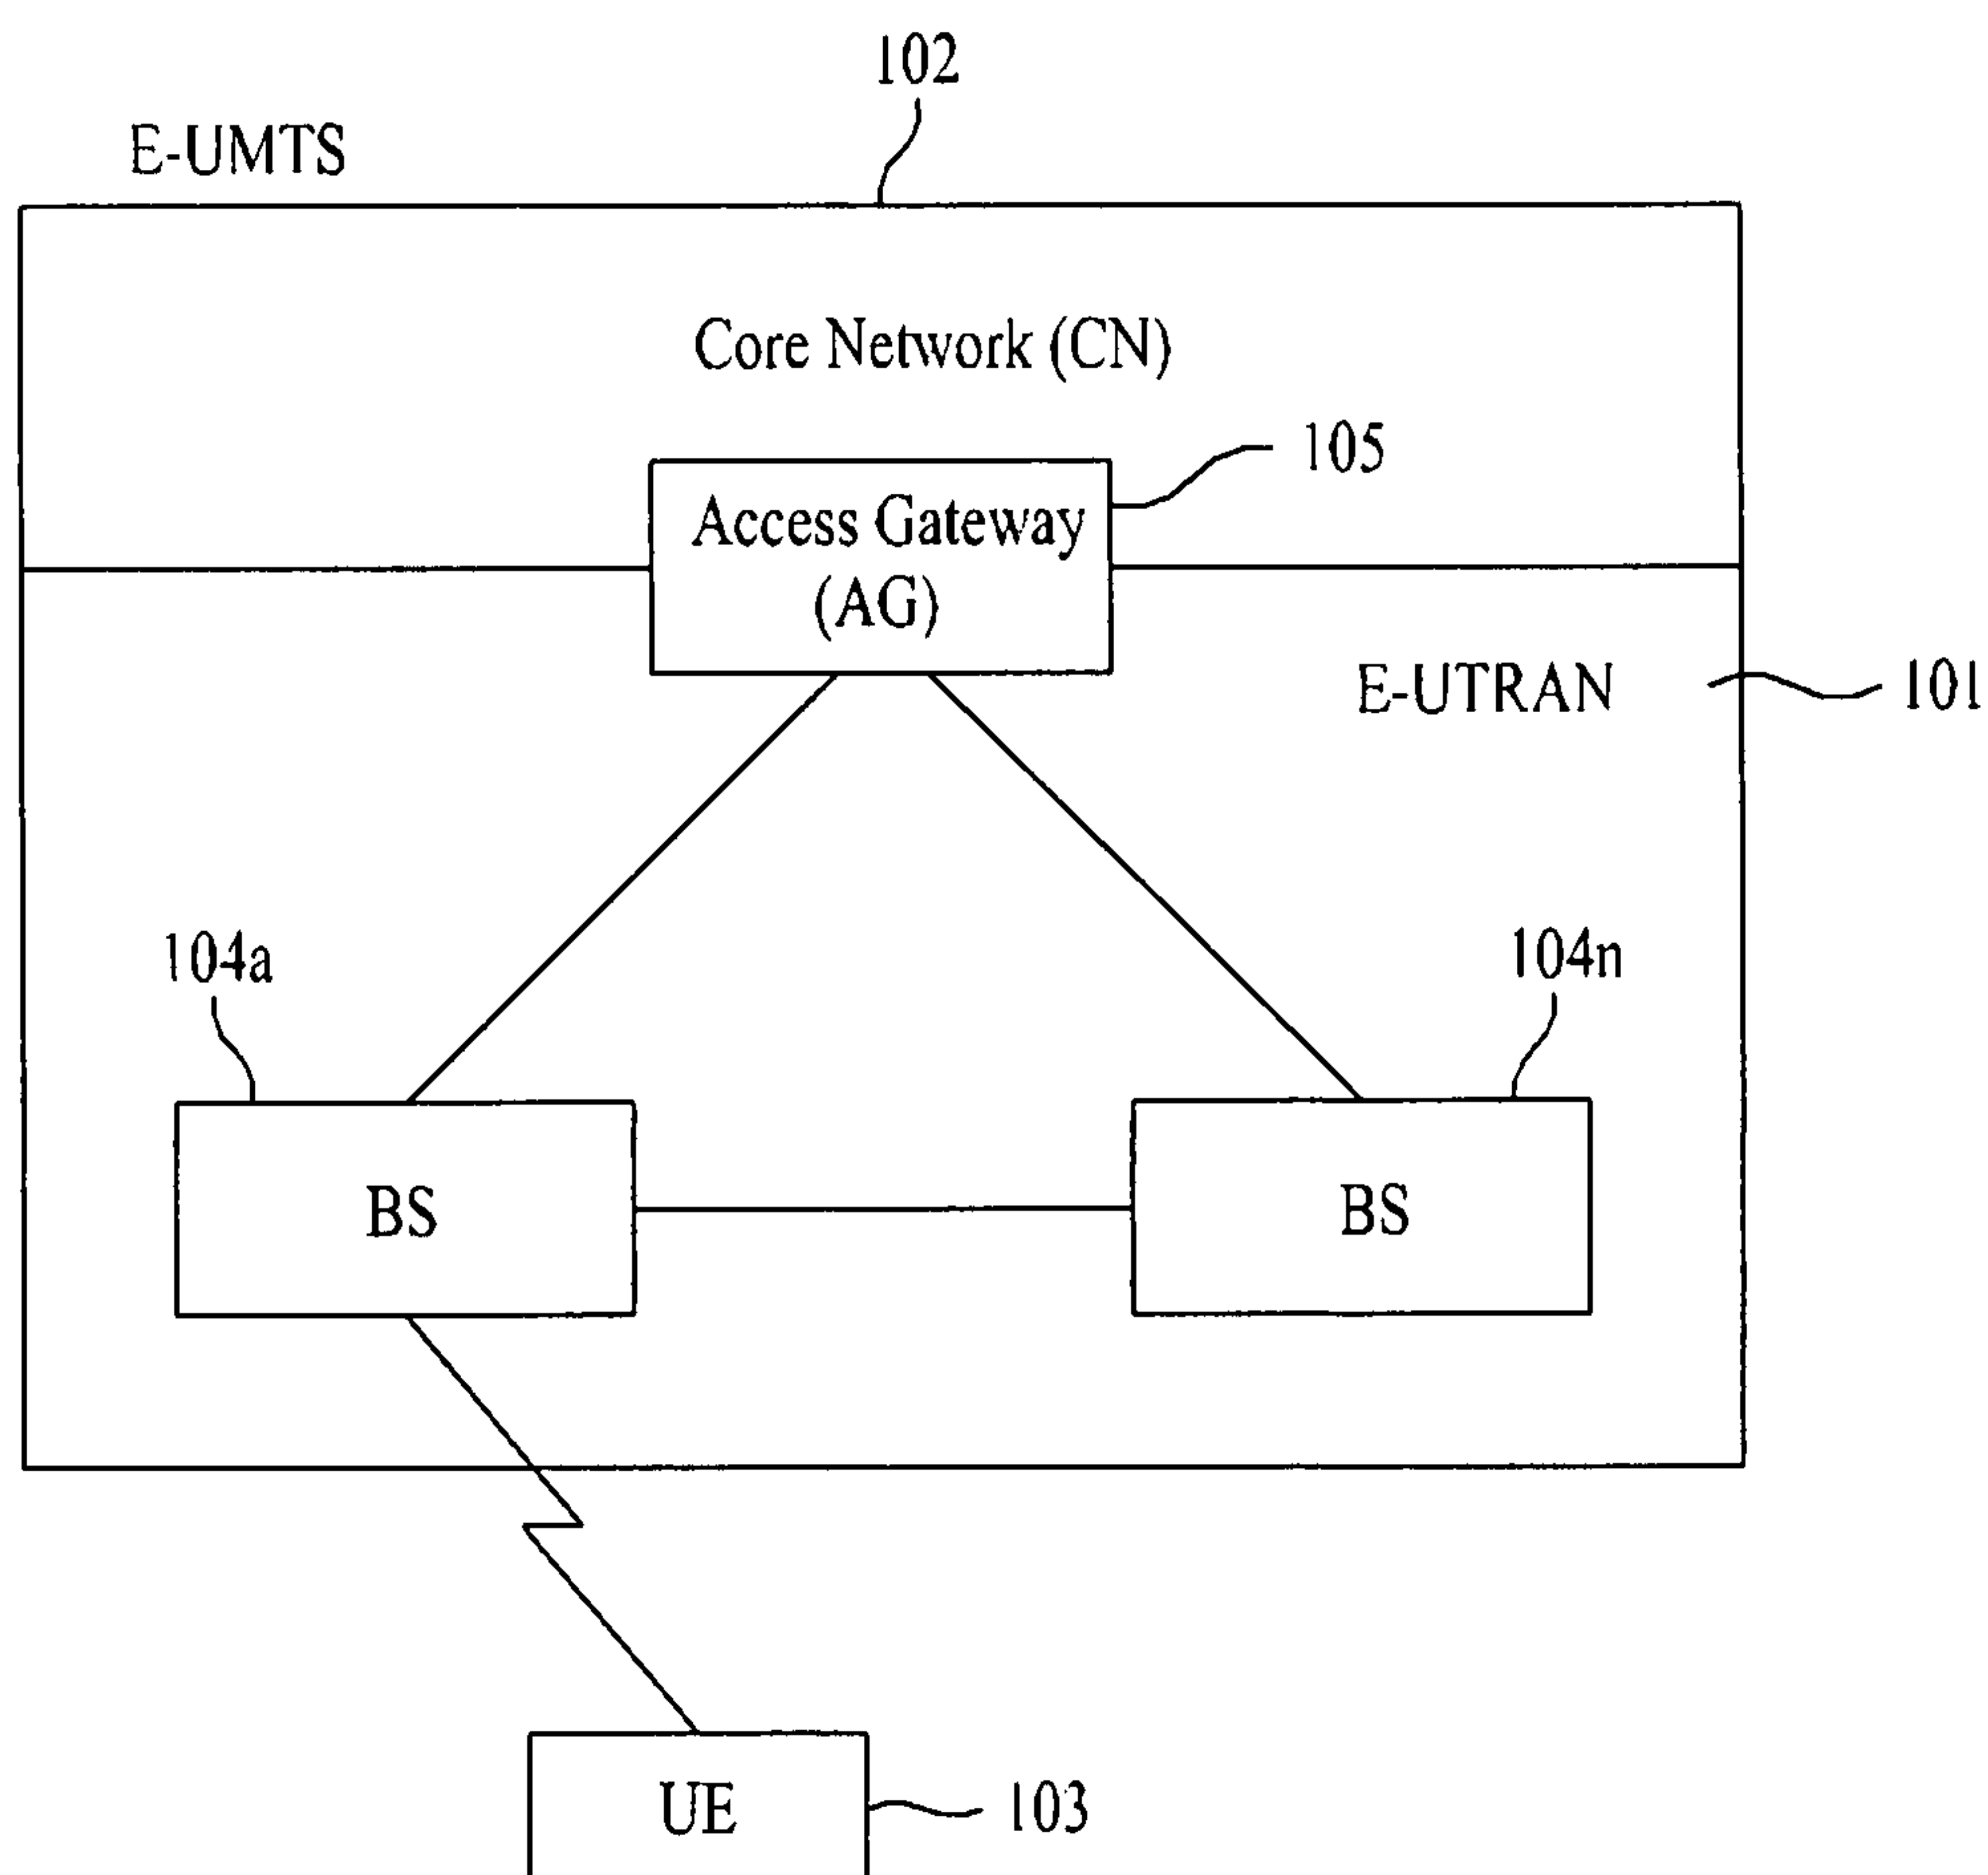 102
E-UMTS
Core Network (CN)
105
Access Gateway
(AG)
E-UTRAN
101
104a
104n
BS
BS
UE
103